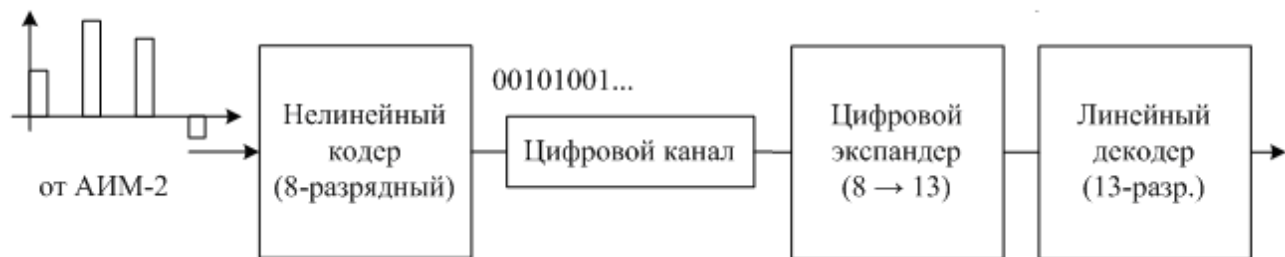 от АИМ-2
Нелинейный
кодер
(8-разрядный)
00101001...
Цифровой канал
Цифровой
экспандер
(8 → 13)
Линейный
декодер
(13-разр.)